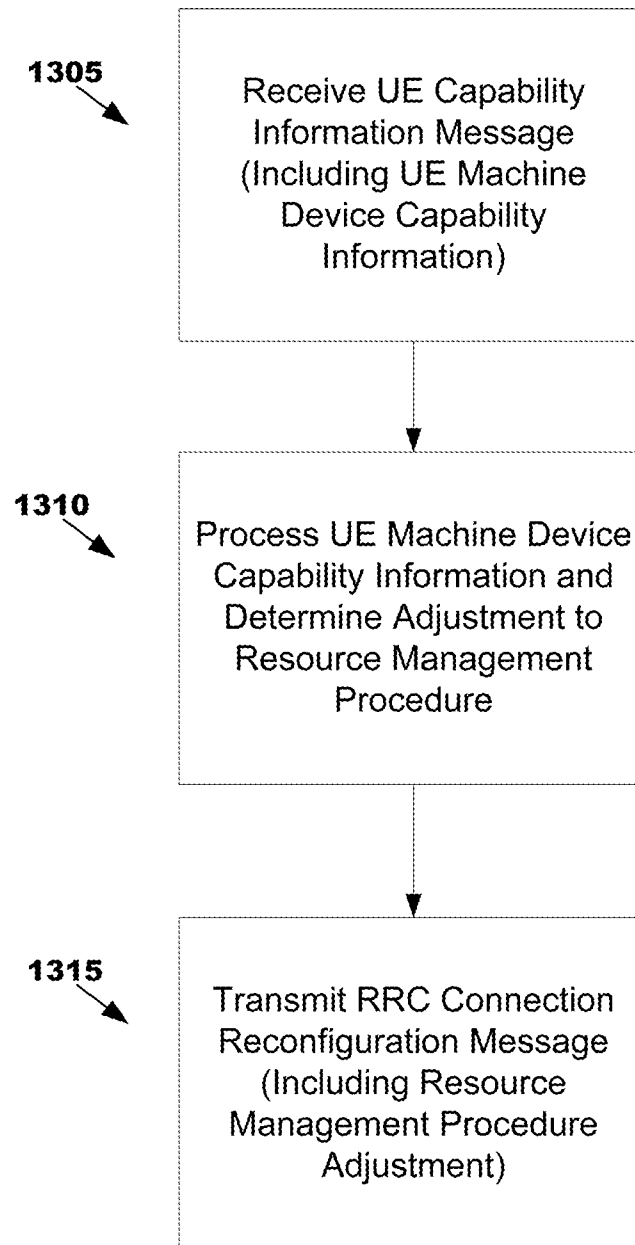 1305
Receive UE Capability
Information Message
(Including UE Machine
Device Capability
Information)
1310
Process UE Machine Device
Capability Information and
Determine Adjustment to
Resource Management
Procedure
1315
Transmit RRC Connection
Reconfiguration Message
(Including Resource
Management Procedure
Adjustment)